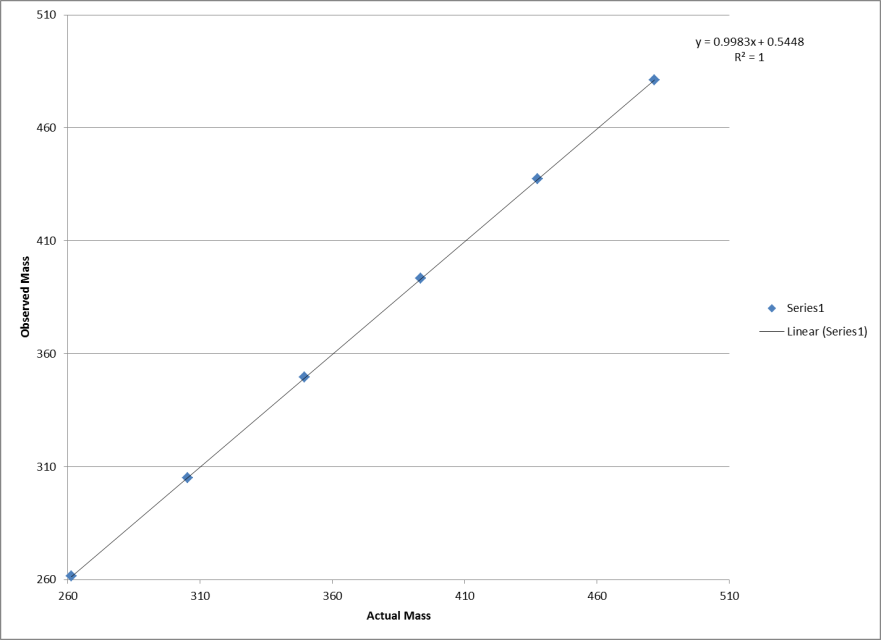 510
y = 0.9983x + 0.5448
R² = 1
460
410
Observed Mass
Series1
Linear (Series1)
360
310
260
260 310 360 410 460 510
Actual Mass